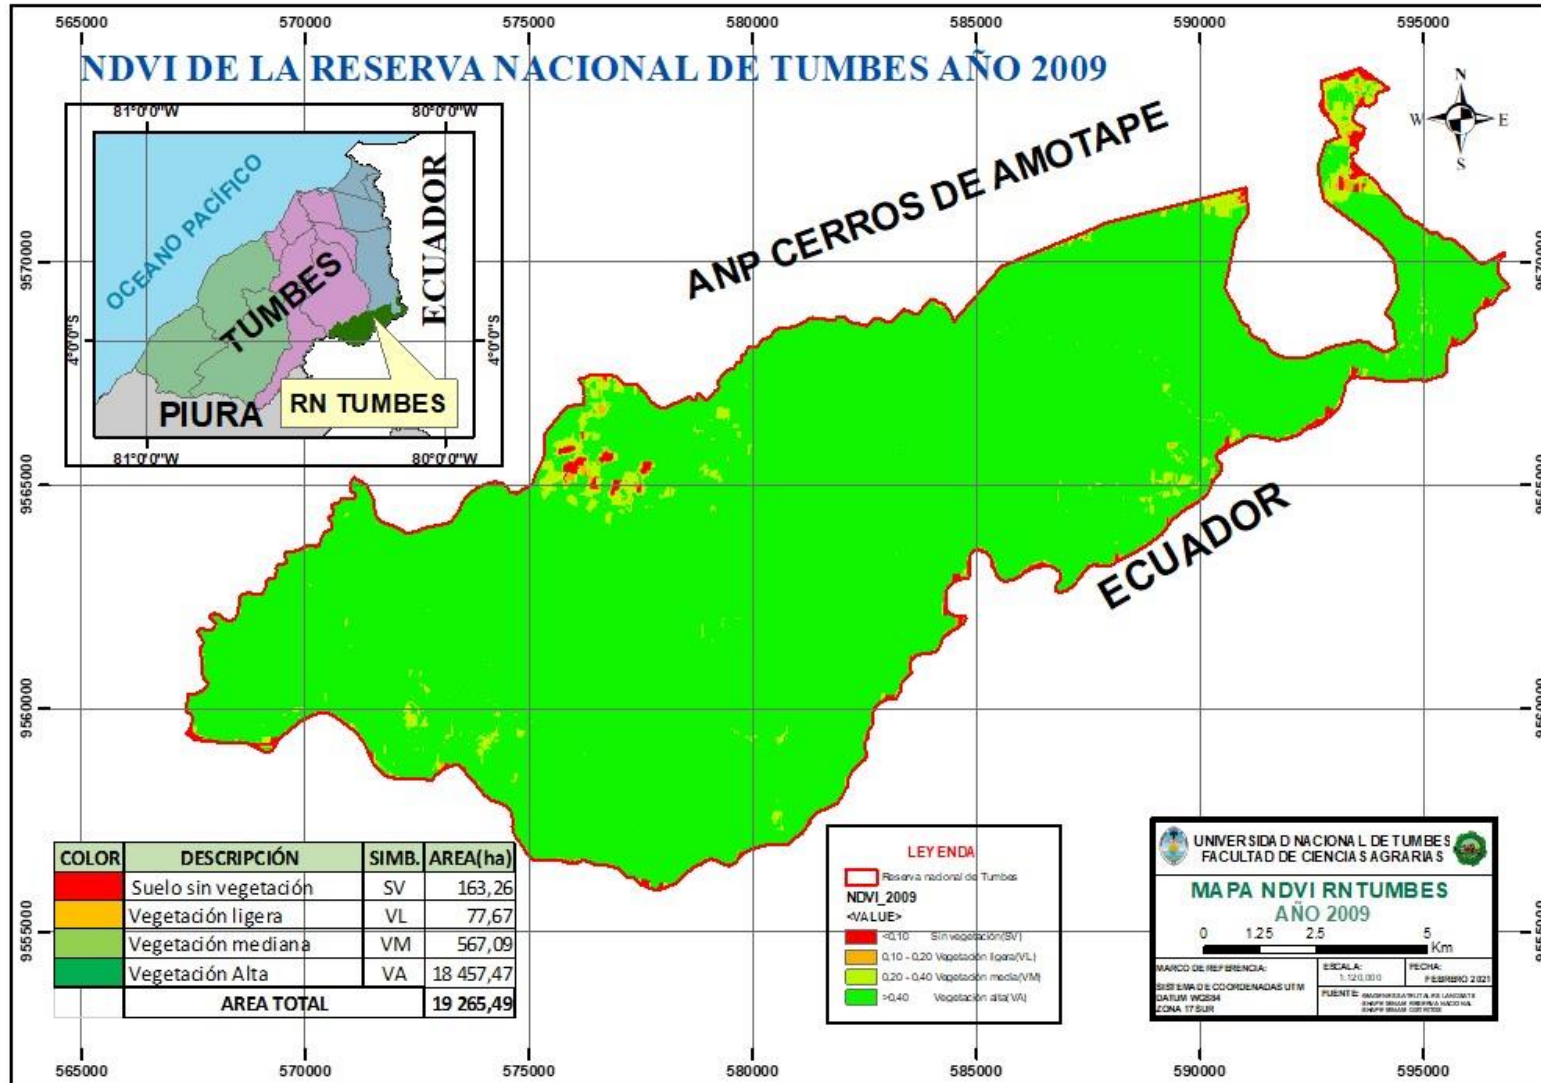 565000 570000 575000 580000 585000 590000 595000
NDVI DE LA RESERVA NACIONAL DE TUMBES AÑO 2009
81°0'0"W 80°0'0"W
OCEANO PACÍFICO
TUMBES
ECUADOR
4°0'0"S 4°0'0"S
PIURA
RN TUMBES
81°0'0"W 80°0'0"W
ANP CERROS DE AMOTAPE
ECUADOR
N
W E
S
9570000 9570000
9565000 9565000
9560000 9560000
9555000 9555000
COLOR DESCRIPCIÓN SIMB. AREA(ha)
Suelo sin vegetación SV 163,26
Vegetación ligera VL 77,67
Vegetación mediana VM 567,09
Vegetación Alta VA 18 457,47
AREA TOTAL 19 265,49
LEYENDA
Reserva nacional de Tumbes
NDVI_2009
<VALUE>
<0,10 Sin vegetación(SV)
0,10 - 0,20 Vegetación ligera(VL)
0,20 - 0,40 Vegetación media(VM)
>0,40 Vegetación alta(VA)
UNIVERSIDAD NACIONAL DE TUMBES
FACULTAD DE CIENCIAS AGRARIAS
MAPA NDVI RN TUMBES
AÑO 2009
0 1.25 2.5 5
Km
MARCO DE REFERENCIA:
SISTEMA DE COORDENADAS UTM
DATUM WGS84
ZONA 17 SUR
ESCALA:
1:120,000
FECHA:
FEBRERO 2021
FUENTE:
565000 570000 575000 580000 585000 590000 595000